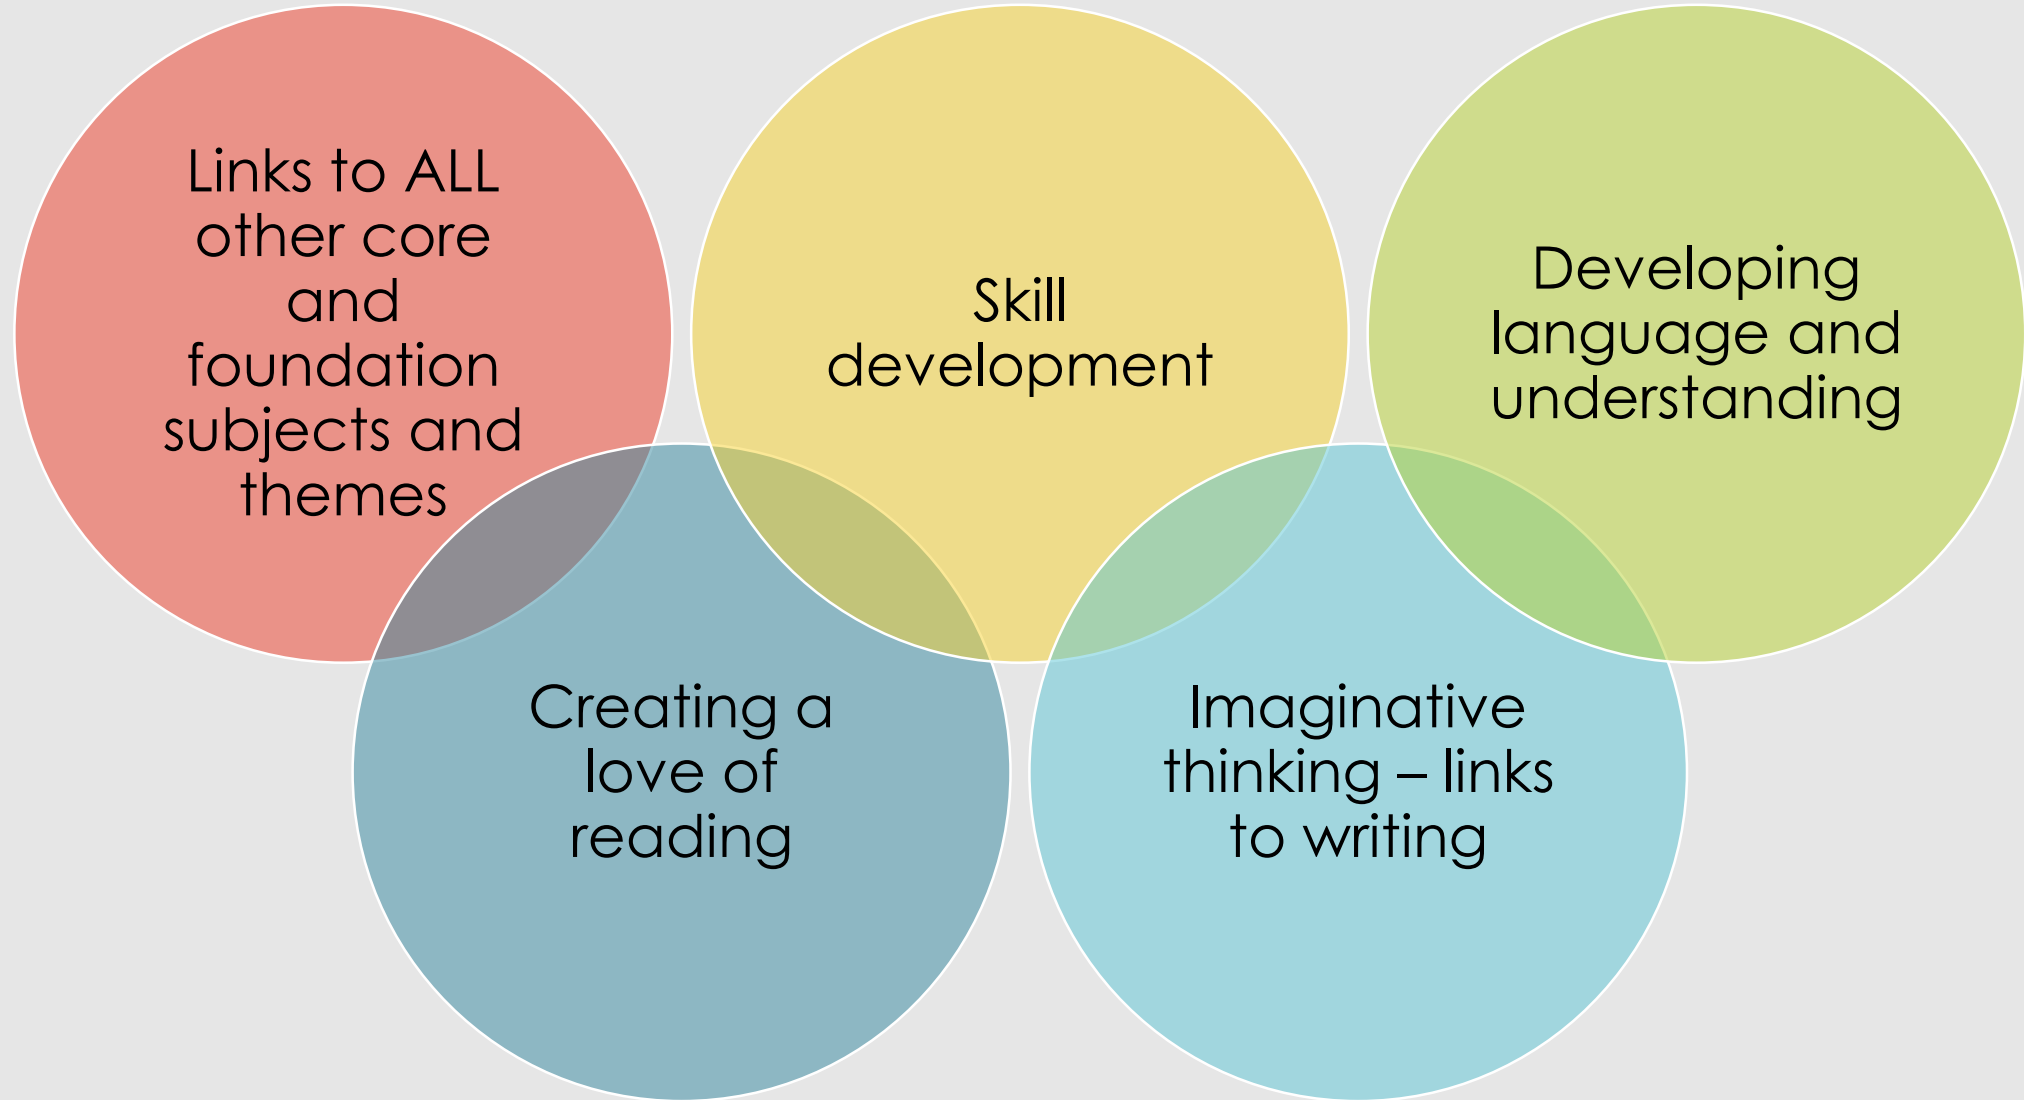 Links to ALL
other core
and
foundation
subjects and
themes
Skill
development
Developing
language and
understanding
Creating a
love of
reading
Imaginative
thinking – links
to writing